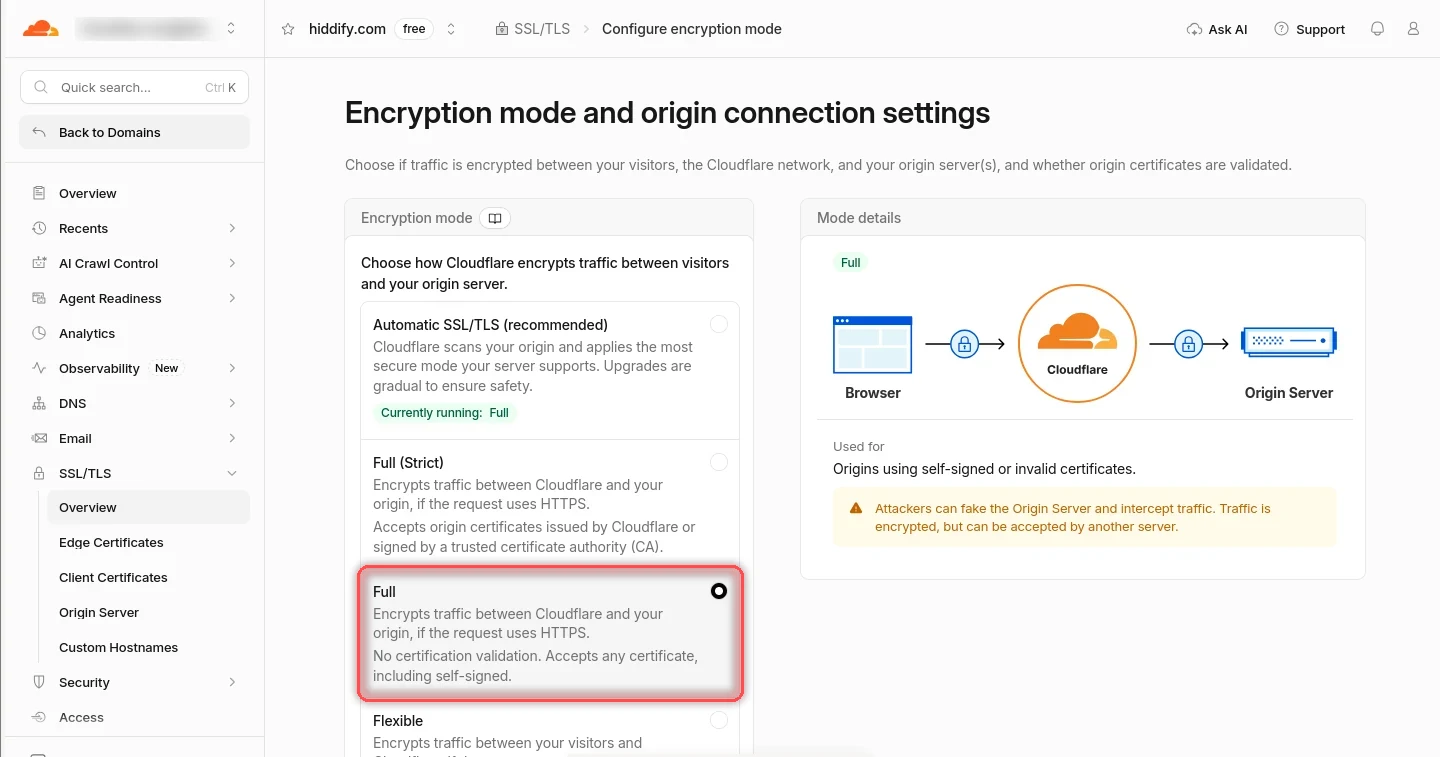 hiddify.com free
SSL/TLS
Configure encryption mode
Ask AI
Support
Quick search...
Ctrl K
Back to Domains
Overview
Recents
AI Crawl Control
Agent Readiness
Analytics
Observability New
DNS
Email
SSL/TLS
Overview
Edge Certificates
Client Certificates
Origin Server
Custom Hostnames
Security
Access
Encryption mode and origin connection settings
Choose if traffic is encrypted between your visitors, the Cloudflare network, and your origin server(s), and whether origin certificates are validated.
Encryption mode
Choose how Cloudflare encrypts traffic between visitors
and your origin server.
Automatic SSL/TLS (recommended)
Cloudflare scans your origin and applies the most
secure mode your server supports. Upgrades are
gradual to ensure safety.
Currently running: Full
Full (Strict)
Encrypts traffic between Cloudflare and your
origin, if the request uses HTTPS.
Accepts origin certificates issued by Cloudflare or
signed by a trusted certificate authority (CA).
Full
Encrypts traffic between Cloudflare and your
origin, if the request uses HTTPS.
No certification validation. Accepts any certificate,
including self-signed.
Flexible
Encrypts traffic between your visitors and
Mode details
Full
Browser
Cloudflare
Origin Server
Used for
Origins using self-signed or invalid certificates.
Attackers can fake the Origin Server and intercept traffic. Traffic is
encrypted, but can be accepted by another server.